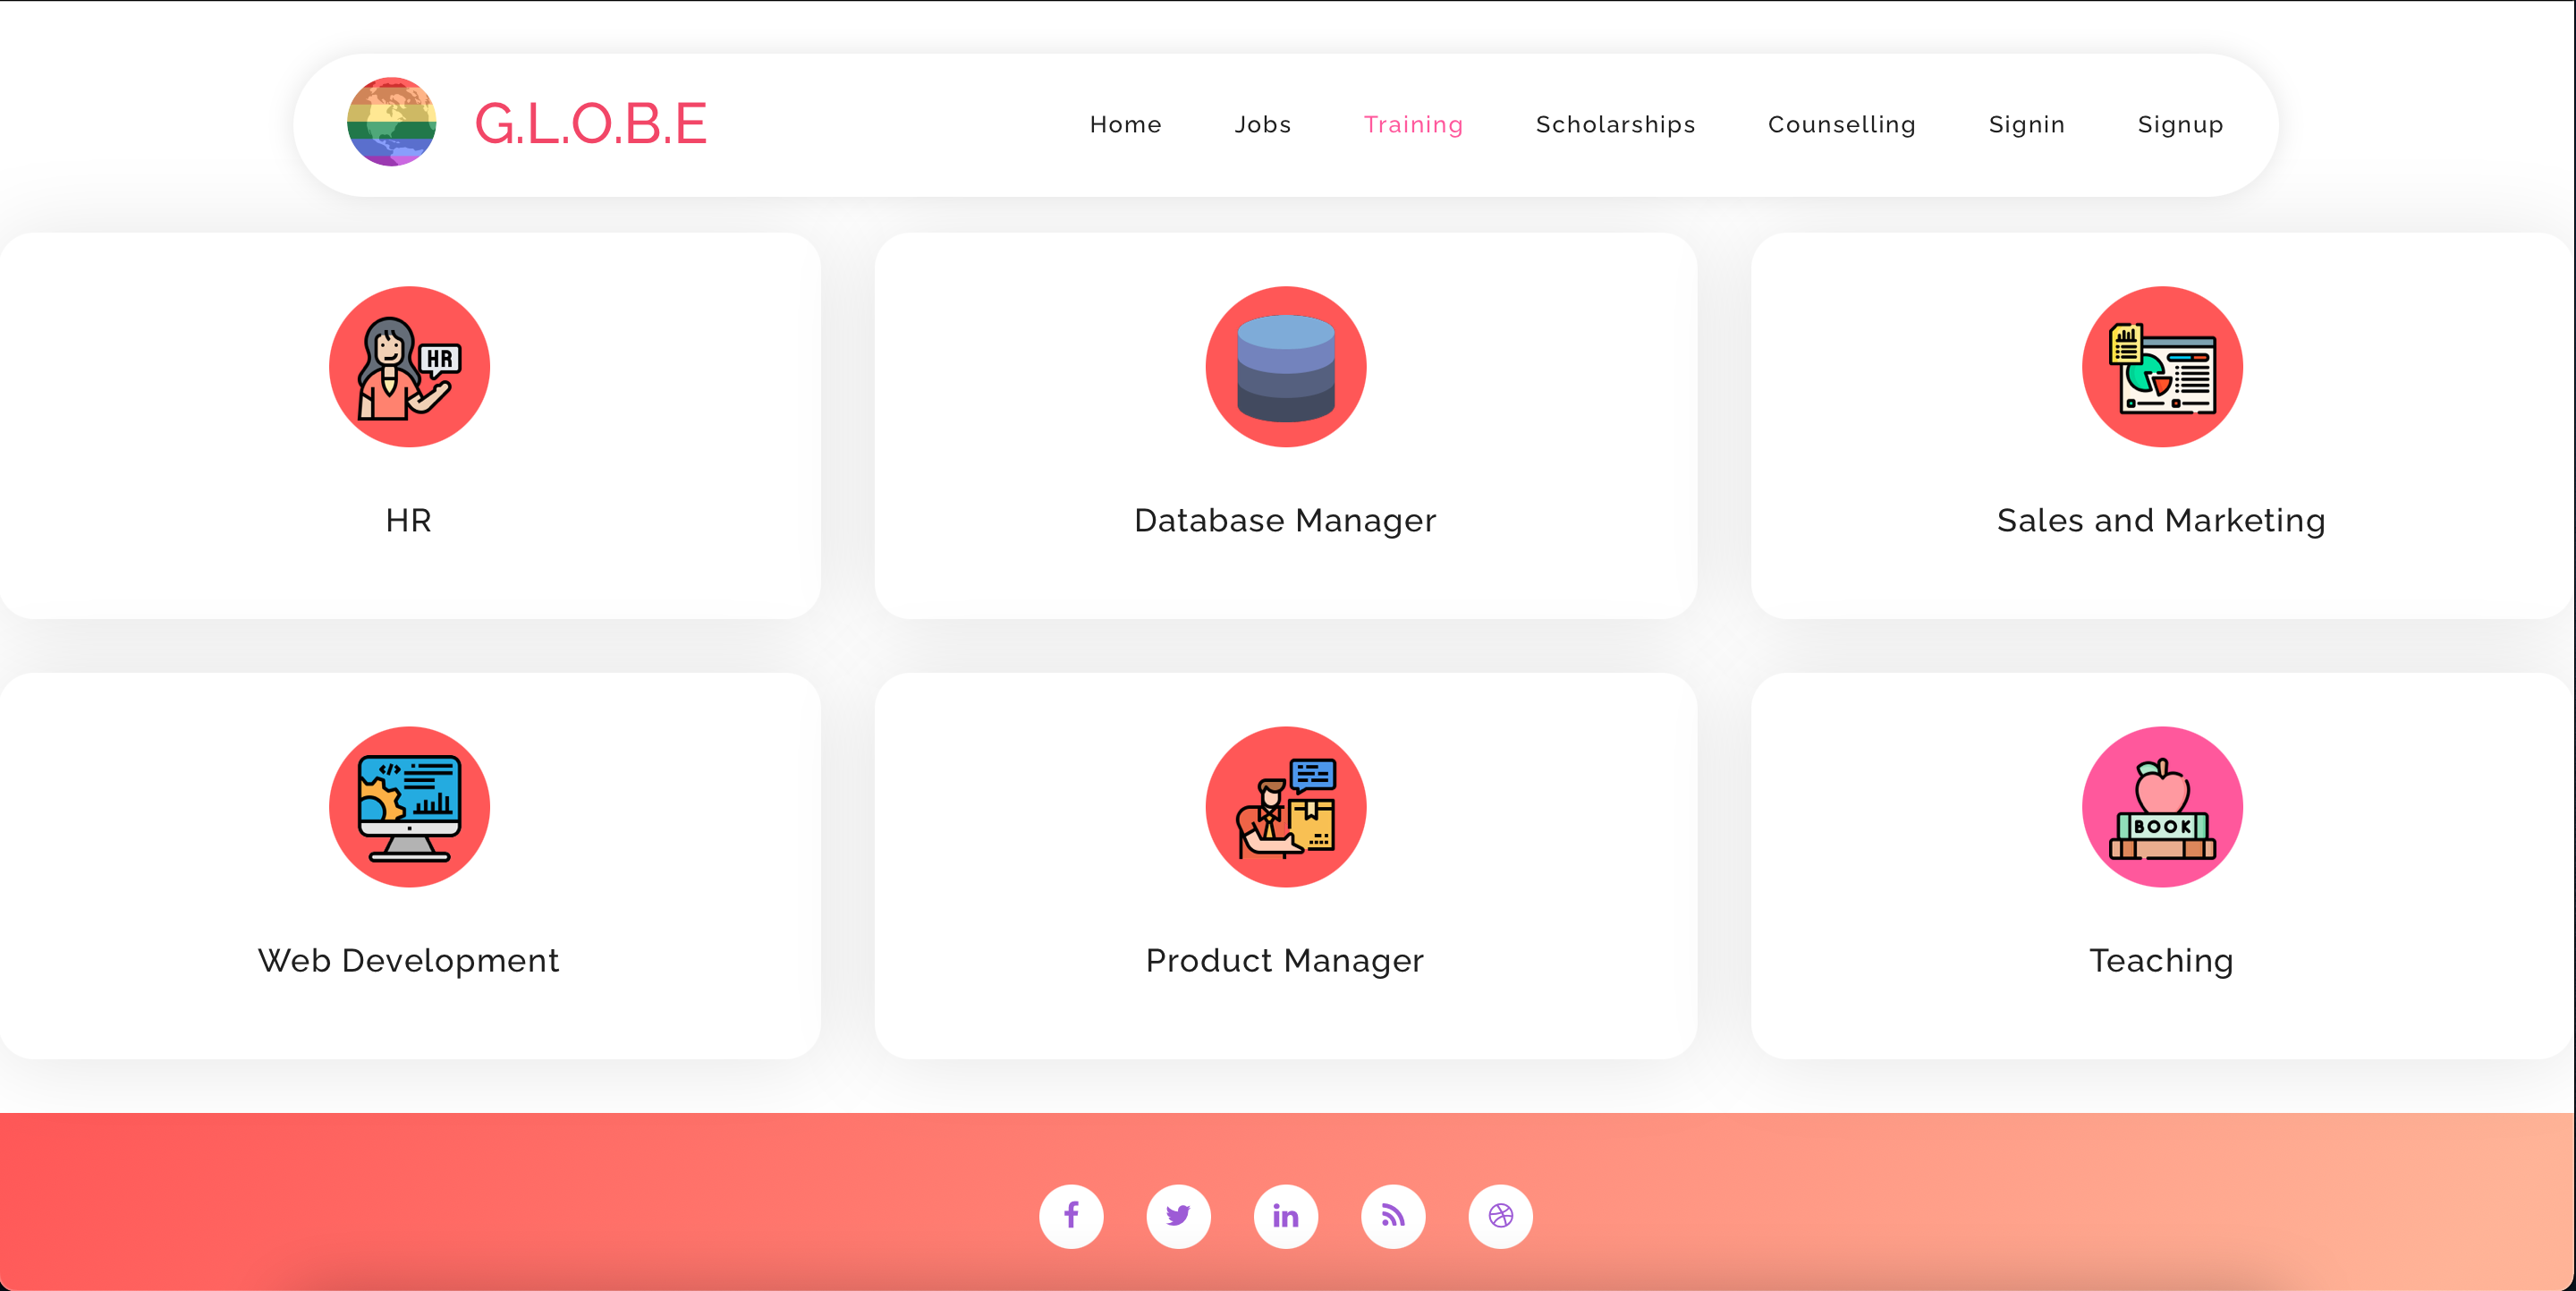 G.L.O.B.E
Home Jobs Training Scholarships Counselling Signin Signup
HR
HR
Database Manager
Sales and Marketing
</>
BOOK
Web Development
Product Manager
Teaching
f
in